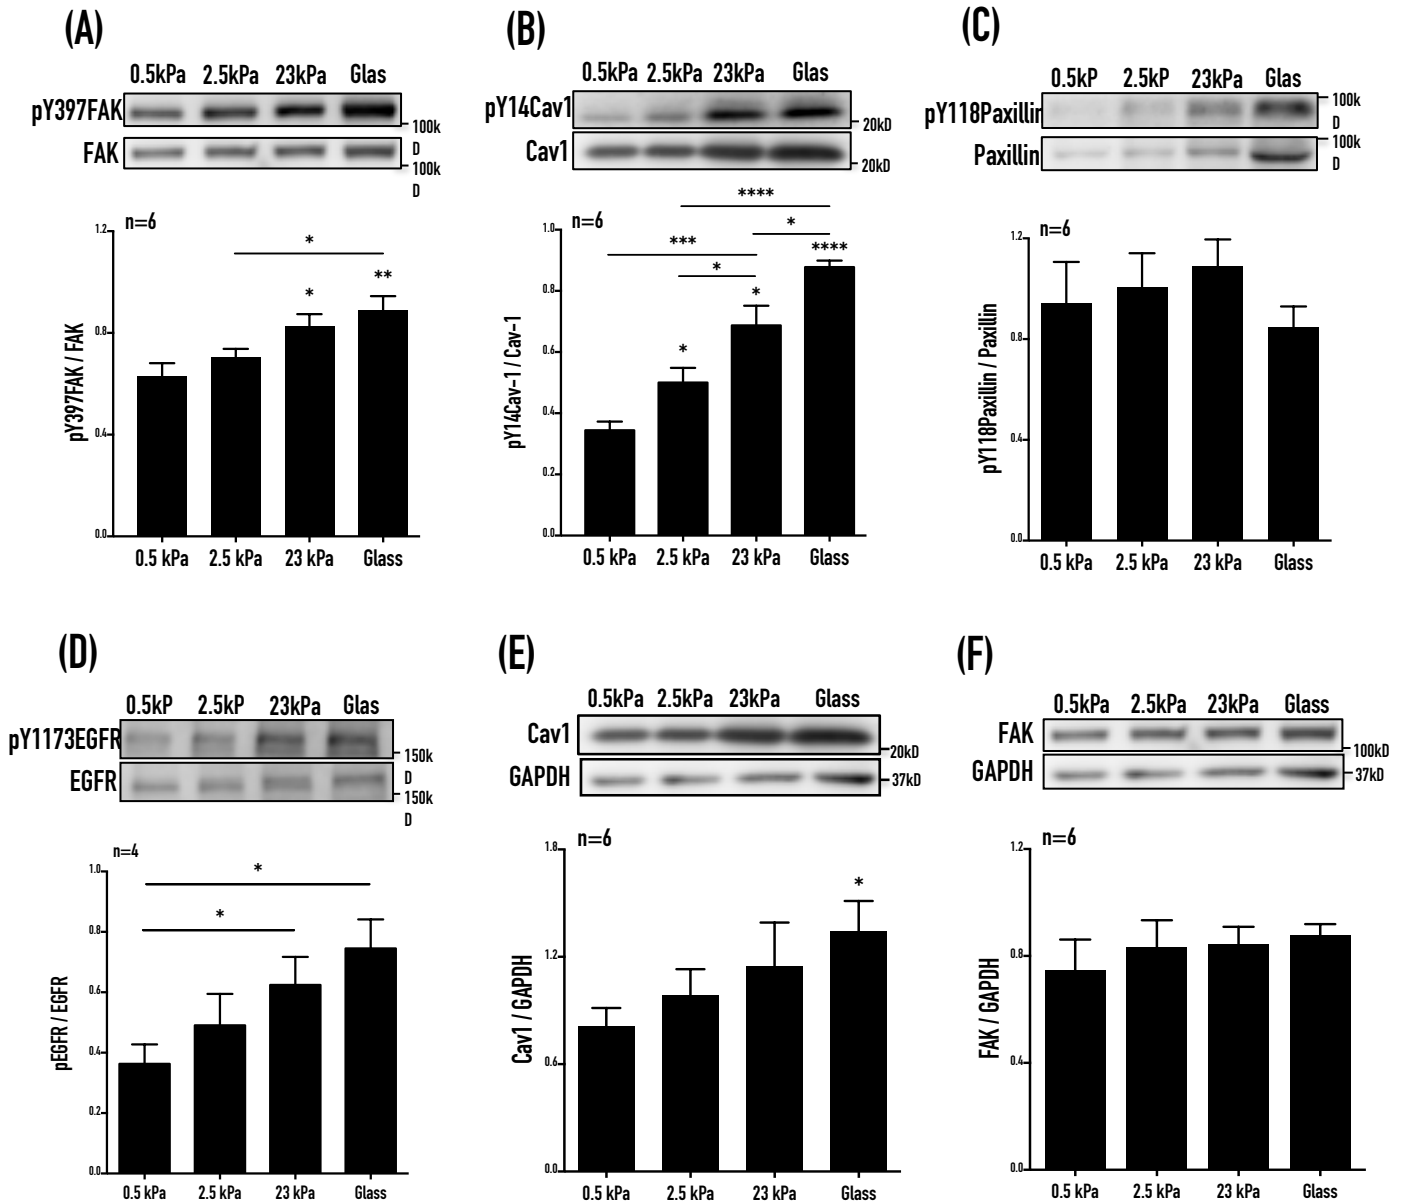 (A)
0.5kPa 2.5kPa 23kPa Glas
pY397FAK
100k
D
FAK
100k
D
n=6
*
**
*
1.2
0.8
0.4
0.0
pY397FAK / FAK
0.5 kPa 2.5 kPa 23 kPa Glass
(B)
0.5kPa 2.5kPa 23kPa Glas
pY14Cav1
20kD
Cav1
20kD
****
n=6
*
***
****
*
*
*
1.0
0.8
0.6
0.4
0.2
0.0
pY14Cav-1 / Cav-1
0.5 kPa 2.5 kPa 23 kPa Glass
(C)
0.5kP 2.5kP 23kPa Glas
pY118Paxillin
100k
D
Paxillin
100k
D
n=6
1.2
0.8
0.4
0.0
pY118Paxillin / Paxillin
0.5 kPa 2.5 kPa 23 kPa Glass
(D)
0.5kP 2.5kP 23kPa Glas
pY1173EGFR
150k
D
EGFR
150k
D
n=4
*
*
1.0
0.8
0.6
0.4
0.2
0.0
pEGFR / EGFR
0.5 kPa 2.5 kPa 23 kPa Glass
(E)
0.5kPa 2.5kPa 23kPa Glass
Cav1
20kD
GAPDH
37kD
n=6
*
1.8
1.2
0.6
0.0
Cav1 / GAPDH
0.5 kPa 2.5 kPa 23 kPa Glass
(F)
0.5kPa 2.5kPa 23kPa Glass
FAK
100kD
GAPDH
37kD
n=6
1.2
0.8
0.4
0.0
FAK / GAPDH
0.5 kPa 2.5 kPa 23 kPa Glass